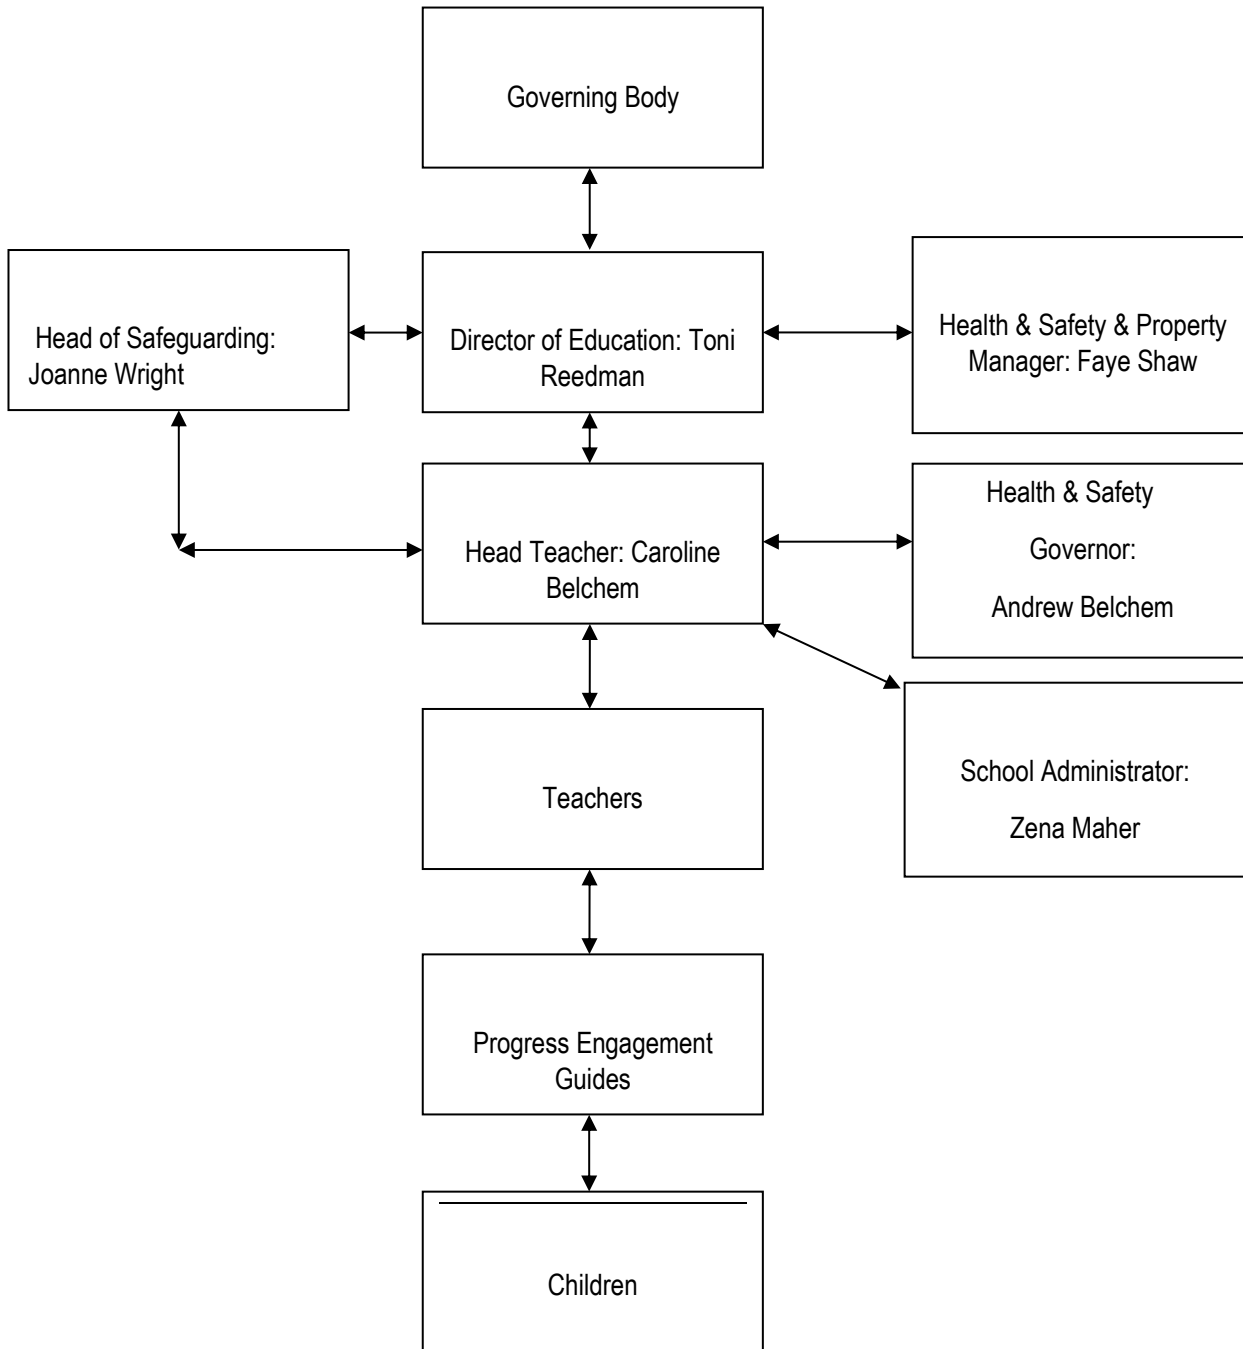 Governing Body
Head of Safeguarding:
Joanne Wright
Director of Education: Toni
Reedman
Health & Safety & Property
Manager: Faye Shaw
Head Teacher: Caroline
Belchem
Health & Safety
Governor:
Andrew Belchem
Teachers
School Administrator:
Zena Maher
Progress Engagement
Guides
Children